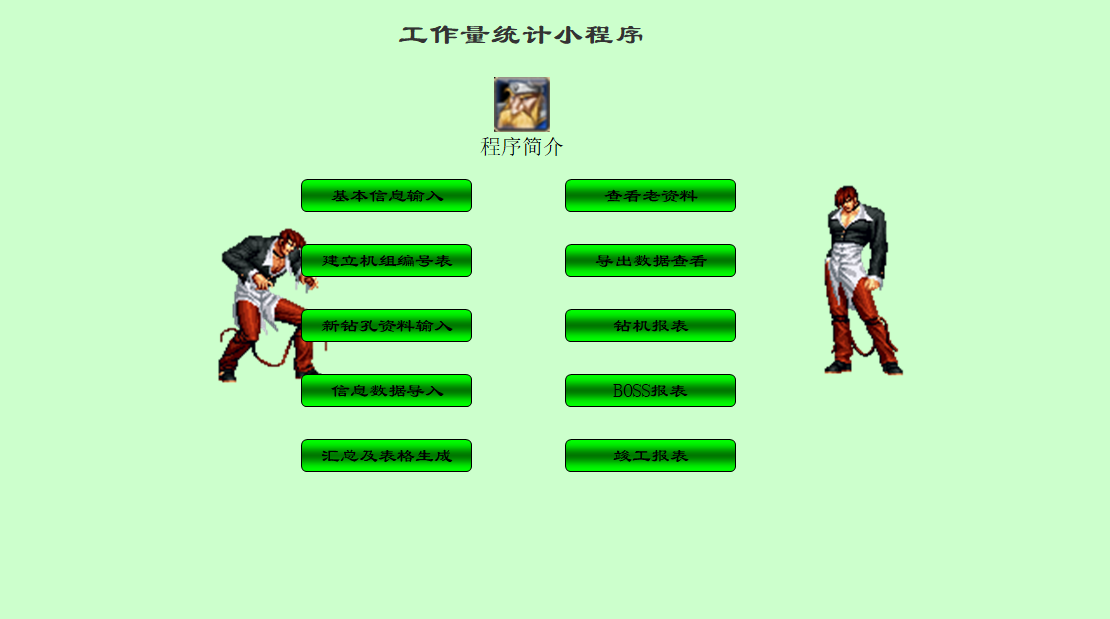 工作量统计小程序
程序简介
基本信息输入
查看老资料
建立机组编号表
导出数据查看
新钻孔资料输入
钻机报表
信息数据导入
BOSS报表
汇总及表格生成
竣工报表